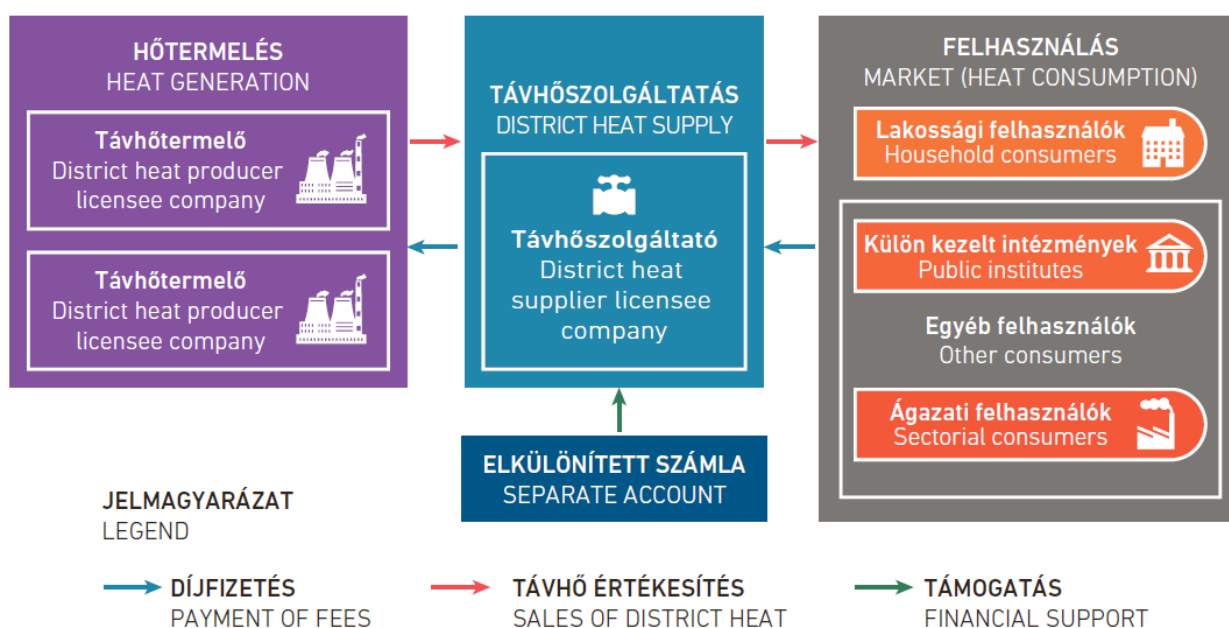 HŐTERMELÉS
HEAT GENERATION
Távhőtermelő
District heat producer
licensee company
Távhőtermelő
District heat producer
licensee company
TÁVHŐSZOLGÁLTATÁS
DISTRICT HEAT SUPPLY
Távhőszolgáltató
District heat
supplier licensee
company
ELKÜLÖNÍTETT SZÁMLA
SEPARATE ACCOUNT
FELHASZNÁLÁS
MARKET (HEAT CONSUMPTION)
Lakossági felhasználók
Household consumers
Külön kezelt intézmények
Public institutes
Egyéb felhasználók
Other consumers
Ágazati felhasználók
Sectorial consumers
JELMAGYARÁZAT
LEGEND
DÍJFIZETÉS
PAYMENT OF FEES
TÁVHŐ ÉRTÉKESÍTÉS
SALES OF DISTRICT HEAT
TÁMOGATÁS
FINANCIAL SUPPORT